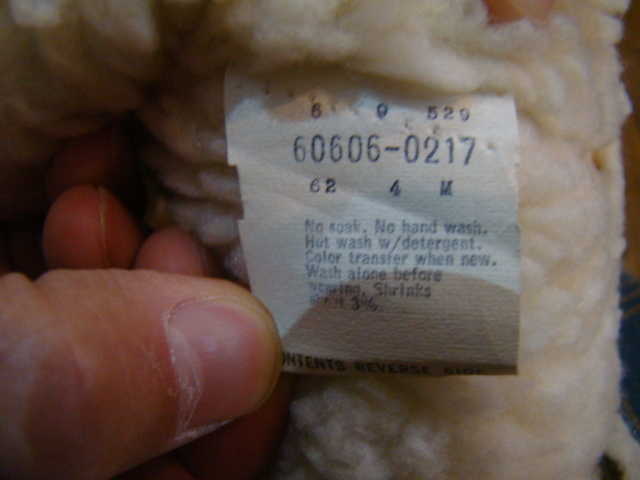 6 9 529
60606-0217
62 4 M
No soak. No hand wash.
Hot wash w/detergent.
Color transfer when new.
Wash alone before
wearing. Shrinks
about 3%.
CONTENTS REVERSE SIDE